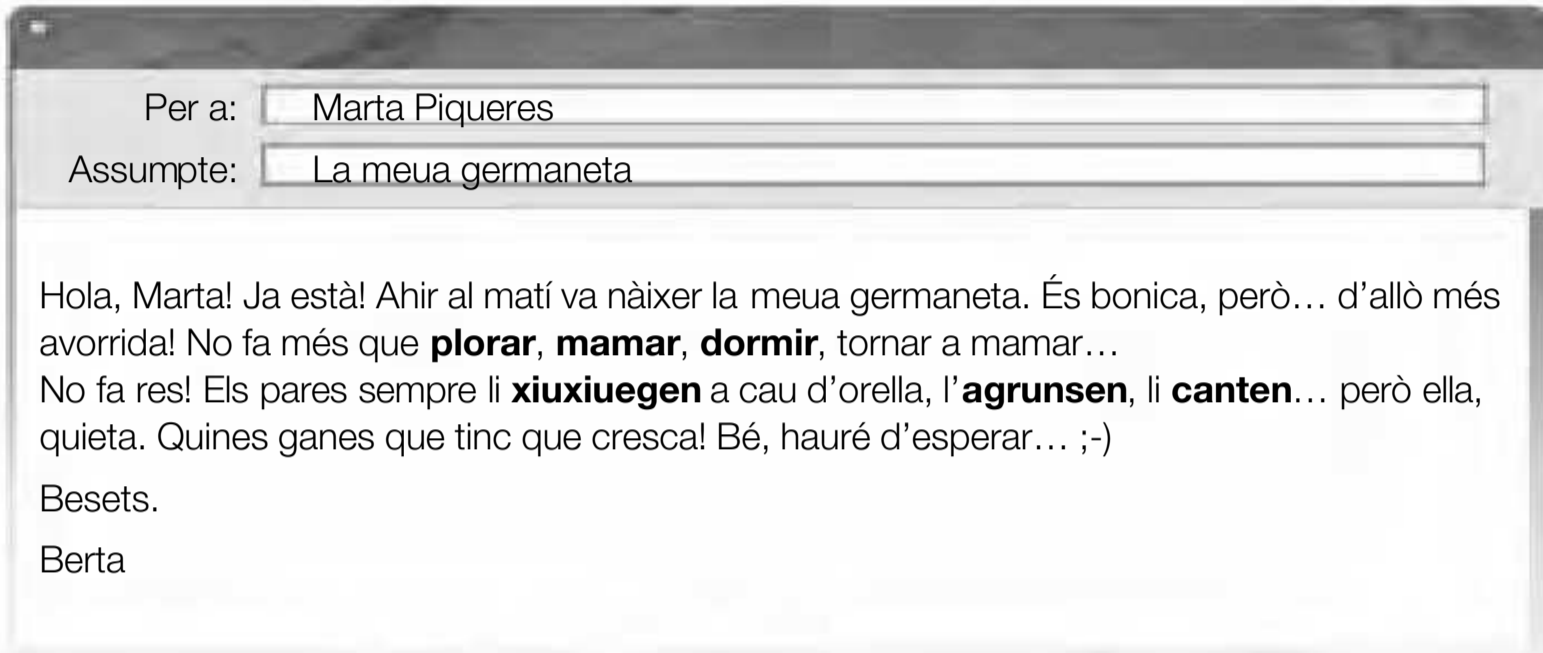 Per a: Marta Piqueres
Assumpte: La meua germaneta
Hola, Marta! Ja està! Ahir al matí va nàixer la meua germaneta. És bonica, però… d’allò més
avorrida! No fa més que plorar, mamar, dormir, tornar a mamar…
No fa res! Els pares sempre li xiuxiuegen a cau d’orella, l’agrunsen, li canten… però ella,
quieta. Quines ganes que tinc que cresca! Bé, hauré d’esperar… ;-)
Besets.
Berta